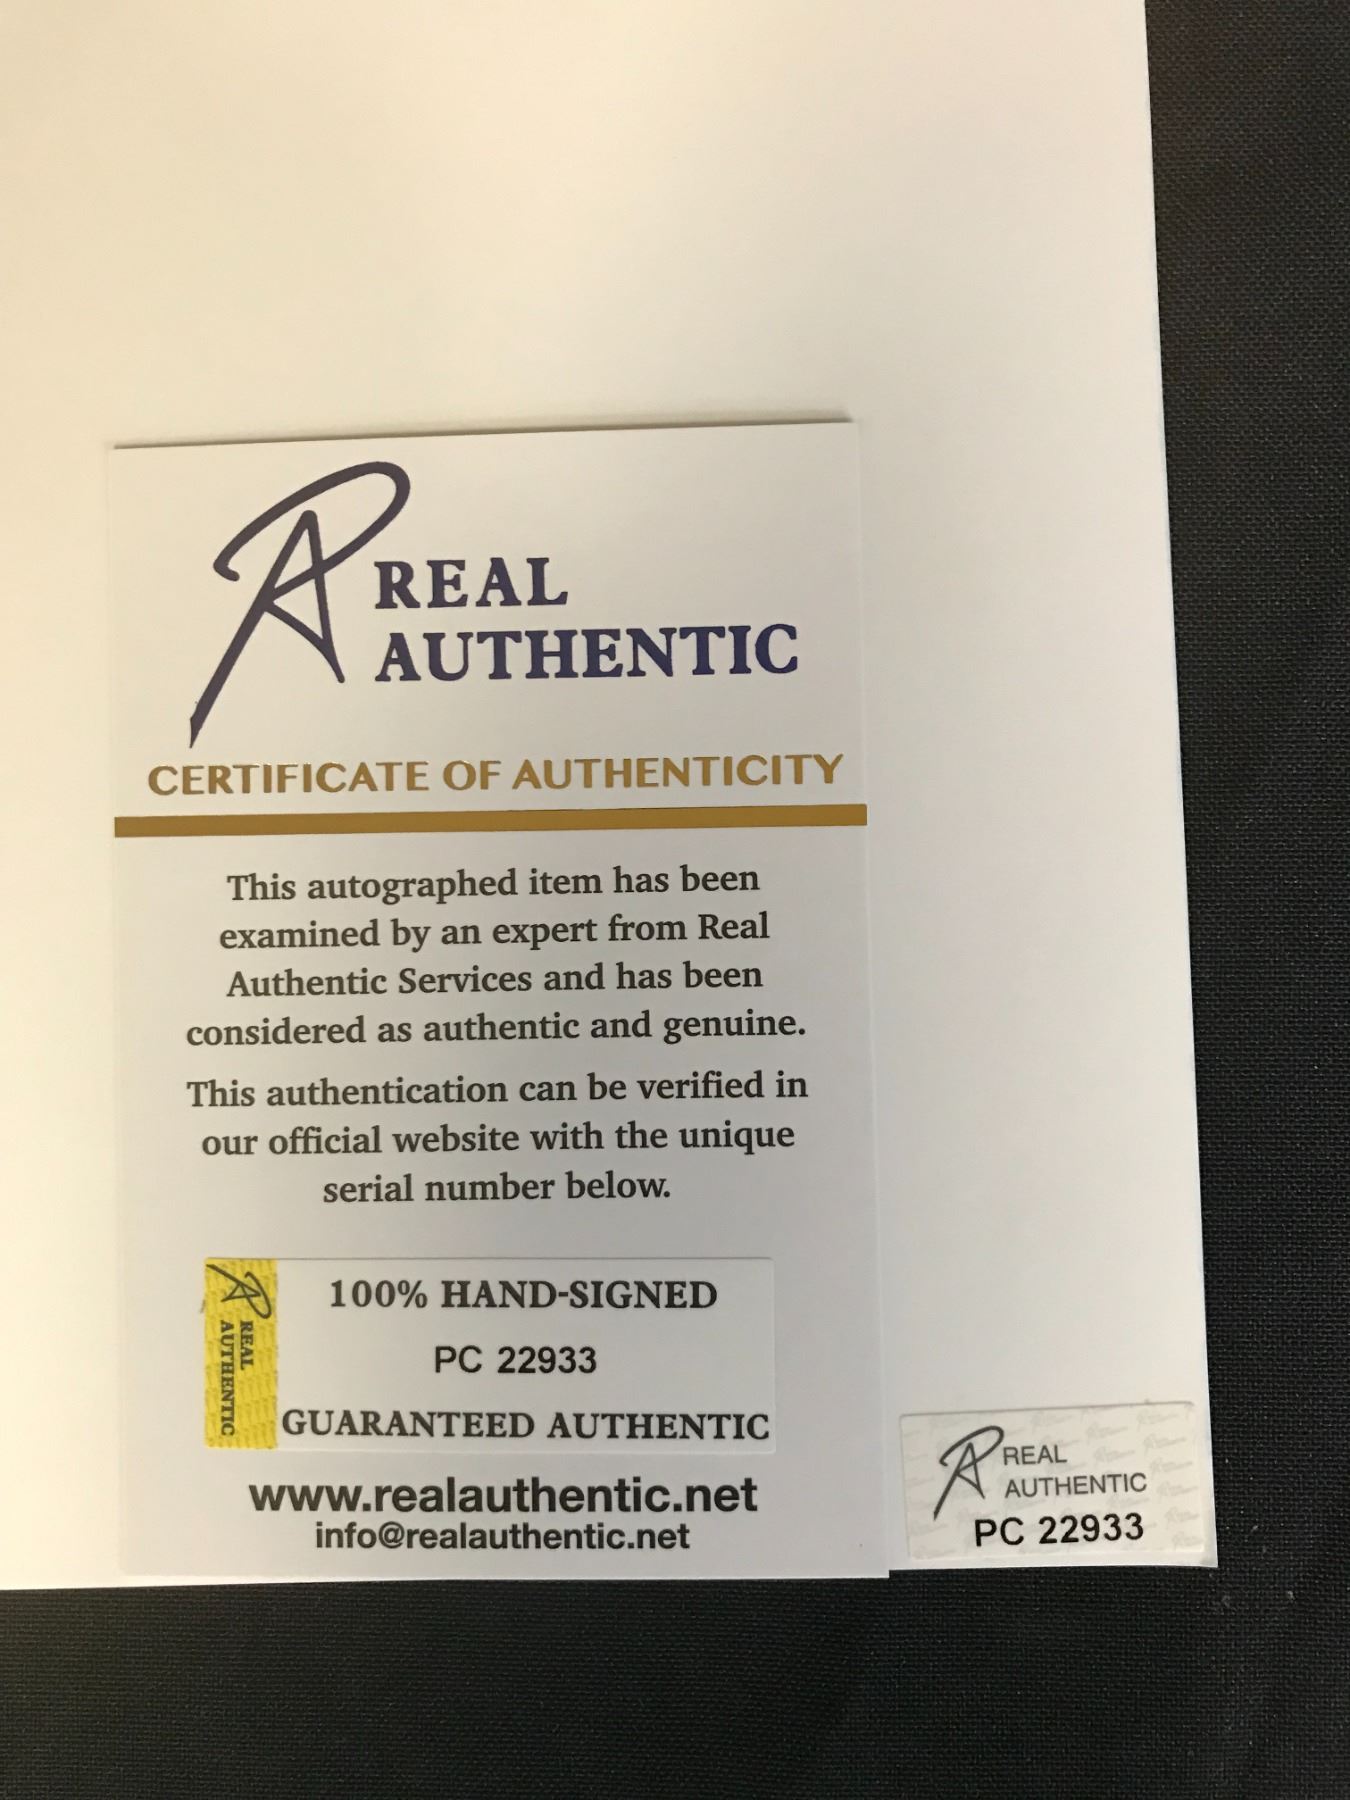 REAL
AUTHENTIC
CERTIFICATE OF AUTHENTICITY
This autographed item has been
examined by an expert from Real
Authentic Services and has been
considered as authentic and genuine.
This authentication can be verified in
our official website with the unique
serial number below.
REAL
AUTHENTIC
100% HAND-SIGNED
PC 22933
GUARANTEED AUTHENTIC
www.realauthentic.net
info@realauthentic.net
REAL
AUTHENTIC
PC 22933